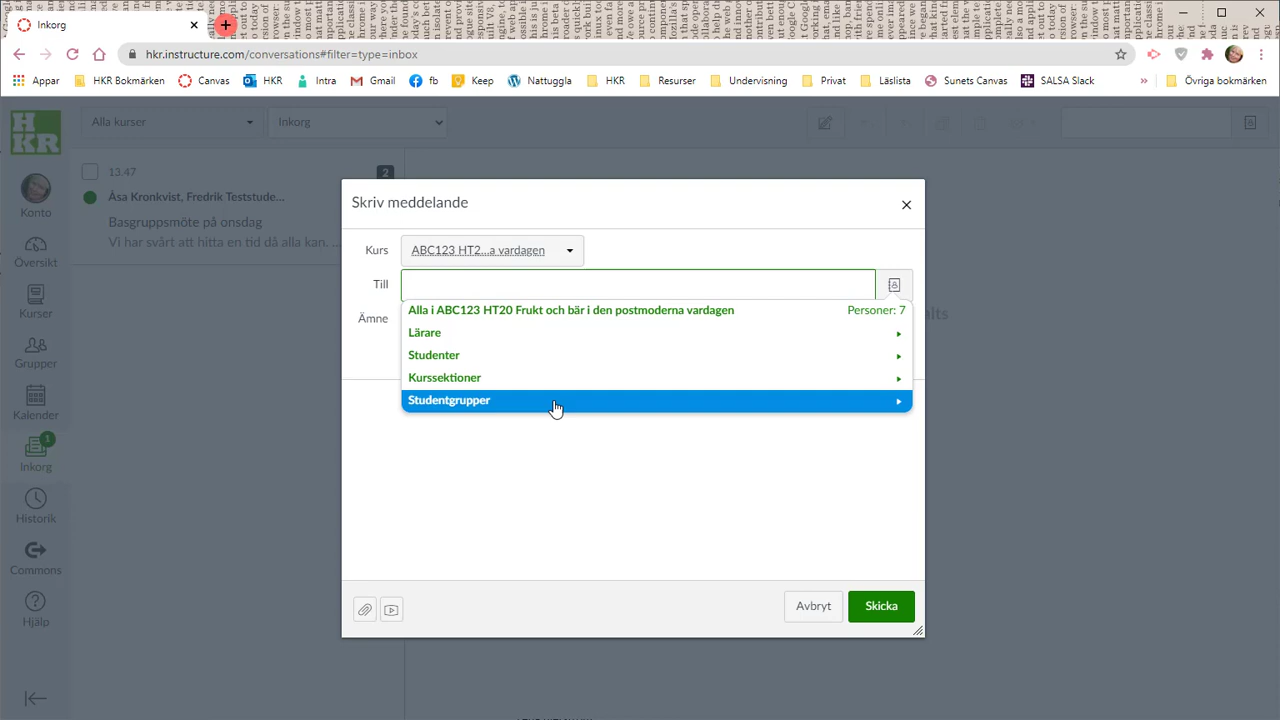 Inkorg
hkr.instructure.com/conversations#filter=type=inbox
Appar
HKR Bokmärken
Canvas
HKR
Intra
Gmail
fb
Keep
Nattuggla
HKR
Resurser
Undervisning
Privat
Läslista
Sunets Canvas
SALSA Slack
»
Övriga bokmärken
HKR
Konto
Översikt
Kurser
Grupper
Kalender
1
Inkorg
Historik
Commons
Hjälp
Alla kurser
Inkorg
13.47
2
Åsa Kronkvist, Fredrik Teststude...
Basgruppsmöte på onsdag
Vi har svårt att hitta en tid då alla kan. ...
Skriv meddelande
Kurs
ABC123 HT2...a vardagen
Till
Ämne
Alla i ABC123 HT20 Frukt och bär i den postmoderna vardagen
Personer: 7
Lärare
Studenter
Kurssektioner
Studentgrupper
Avbryt
Skicka